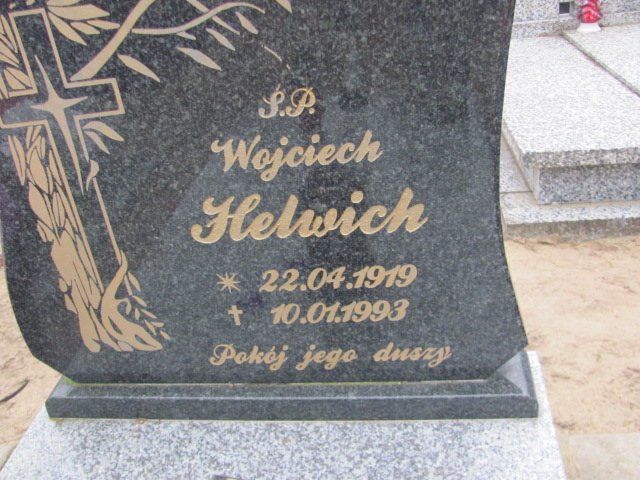 Ś.P.
Wojciech
Helwich
* 22.04.1919
✝ 10.01.1993
Pokój jego duszy